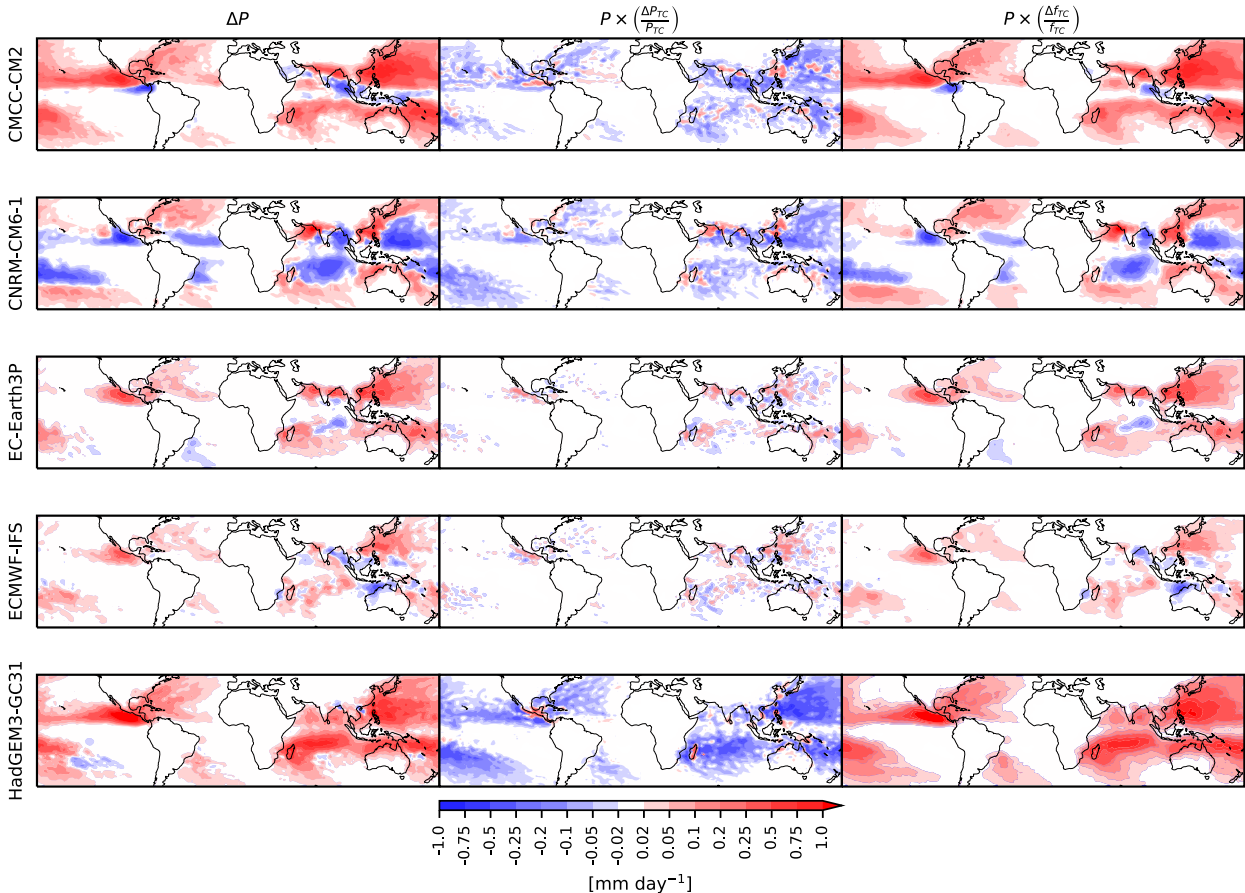 ΔP
P × (ΔP_TC / P_TC)
P × (Δf_TC / f_TC)
CMCC-CM2
CNRM-CM6-1
EC-Earth3P
ECMWF-IFS
HadGEM3-GC31
-1.0 -0.75 -0.5 -0.25 -0.2 -0.1 -0.05 -0.02 0.02 0.05 0.1 0.2 0.25 0.5 0.75 1.0
[mm day⁻¹]